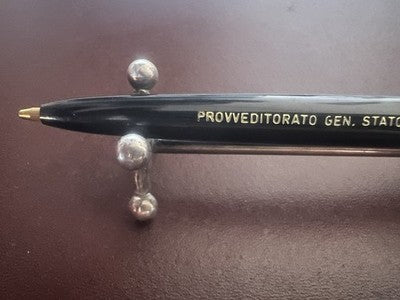 PROVVEDITORATO GEN. STATO